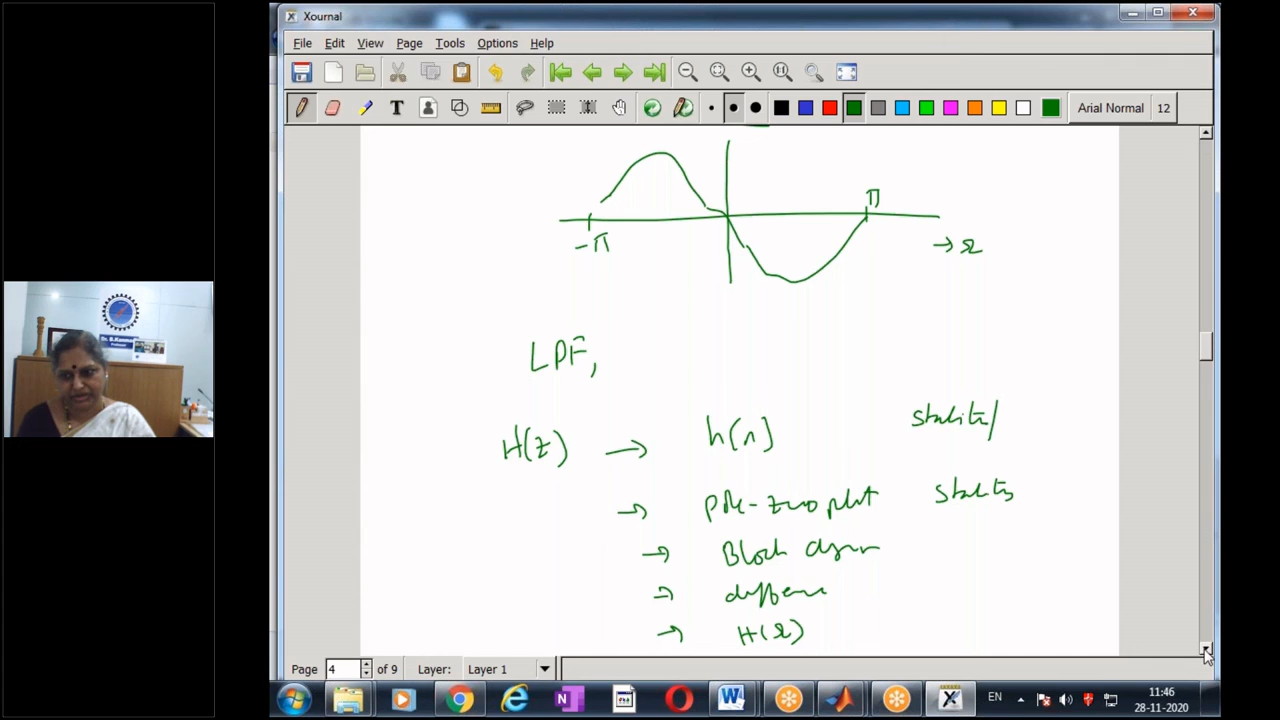 Xournal
File Edit View Page Tools Options Help
Arial Normal 12
π
-π
→ Ω
LPF,
H(z) → h(n) stability/
→ Pole-zero plot stability
→ Block diagram
→ difference
→ H(Ω)
Page 4 of 9 Layer: Layer 1
EN 11:46
28-11-2020